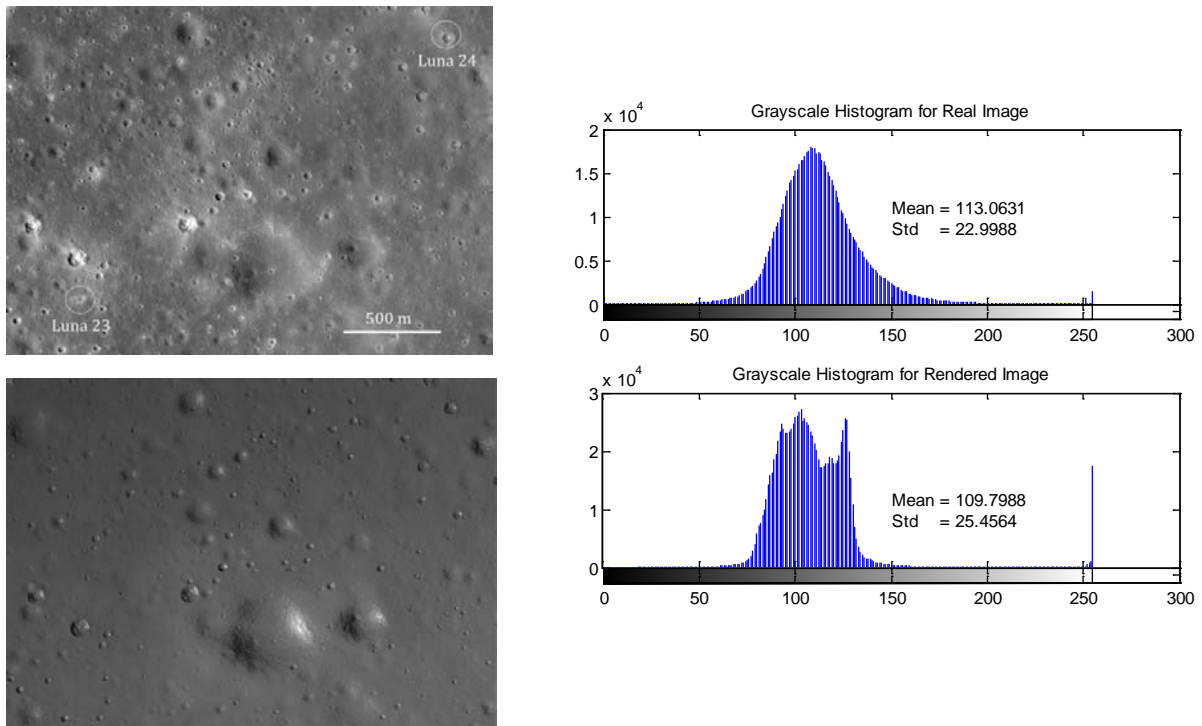 Luna 24
Luna 23
500 m
Grayscale Histogram for Real Image
x 10^4
2
1.5
1
0.5
0
Mean = 113.0631
Std = 22.9988
0 50 100 150 200 250 300
Grayscale Histogram for Rendered Image
x 10^4
3
2
1
0
Mean = 109.7988
Std = 25.4564
0 50 100 150 200 250 300